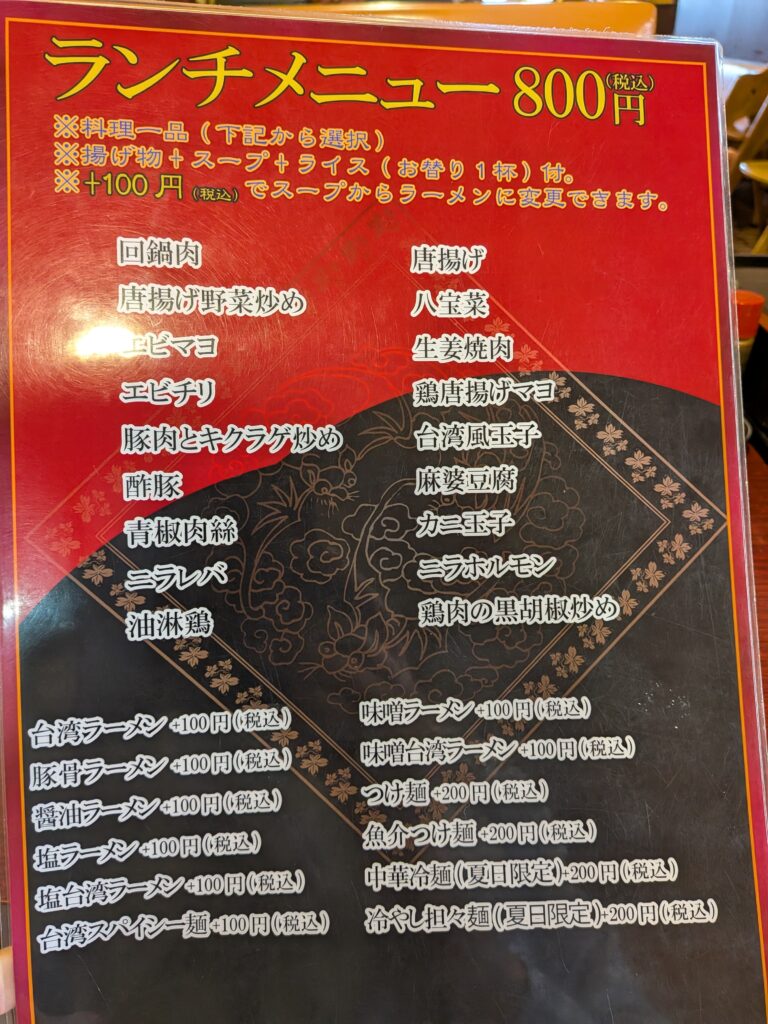 ランチメニュー 800円(税込)
※料理一品(下記から選択)
※揚げ物+スープ+ライス(お替り1杯)付。
※+100円(税込)でスープからラーメンに変更できます。
回鍋肉
唐揚げ野菜炒め
エビマヨ
エビチリ
豚肉とキクラゲ炒め
酢豚
青椒肉絲
ニラレバ
油淋鶏
唐揚げ
八宝菜
生姜焼肉
鶏唐揚げマヨ
台湾風玉子
麻婆豆腐
カニ玉子
ニラホルモン
鶏肉の黒胡椒炒め
台湾ラーメン+100円(税込)
豚骨ラーメン+100円(税込)
醤油ラーメン+100円(税込)
塩ラーメン+100円(税込)
塩台湾ラーメン+100円(税込)
台湾スパイシー麺+100円(税込)
味噌ラーメン+100円(税込)
味噌台湾ラーメン+100円(税込)
つけ麺+200円(税込)
魚介つけ麺+200円(税込)
中華冷麺(夏日限定)+200円(税込)
冷やし担々麺(夏日限定)+200円(税込)